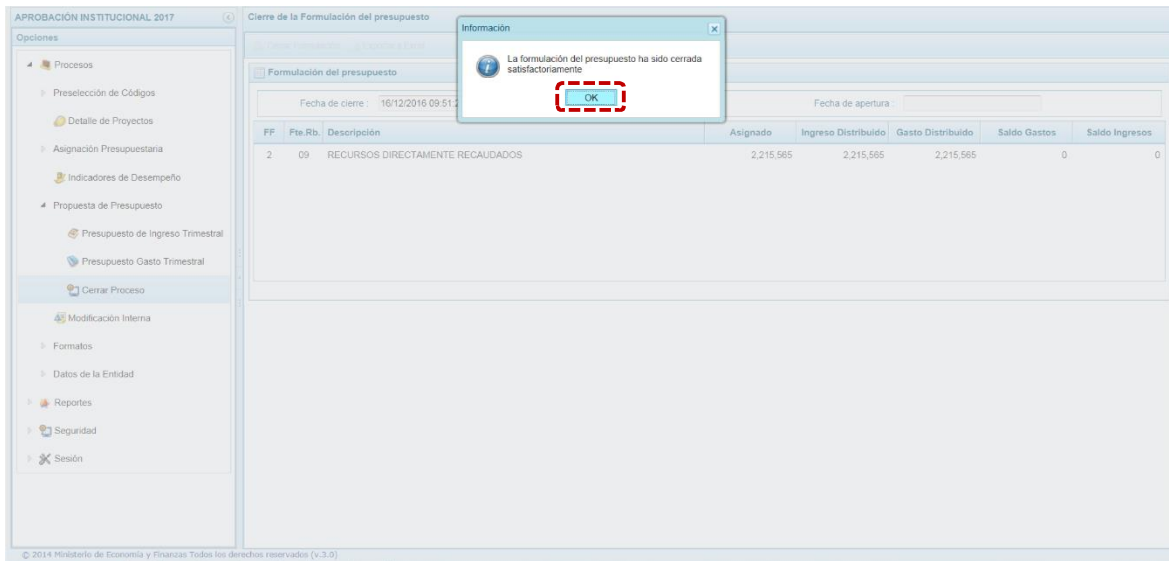 APROBACIÓN INSTITUCIONAL 2017
Cierre de la Formulación del presupuesto
Opciones
Procesos
Preselección de Códigos
Detalle de Proyectos
Asignación Presupuestaria
Indicadores de Desempeño
Propuesta de Presupuesto
Presupuesto de Ingreso Trimestral
Presupuesto Gasto Trimestral
Cerrar Proceso
Modificación Interna
Formatos
Datos de la Entidad
Reportes
Seguridad
Sesión
Información
La formulación del presupuesto ha sido cerrada
satisfactoriamente
OK
Formulación del presupuesto
Fecha de cierre : 16/12/2016 09:51:2
Fecha de apertura :
FF Fte.Rb. Descripción Asignado Ingreso Distribuido Gasto Distribuido Saldo Gastos Saldo Ingresos
2 09 RECURSOS DIRECTAMENTE RECAUDADOS 2,215,565 2,215,565 2,215,565 0 0
© 2014 Ministerio de Economía y Finanzas Todos los derechos reservados (v.3.0)